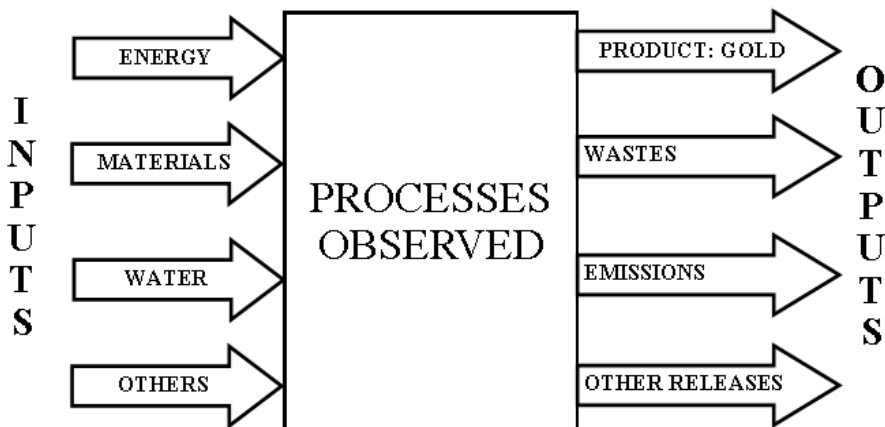 INPUTS
ENERGY
MATERIALS
WATER
OTHERS
PROCESSES
OBSERVED
PRODUCT: GOLD
WASTES
EMISSIONS
OTHER RELEASES
OUTPUTS